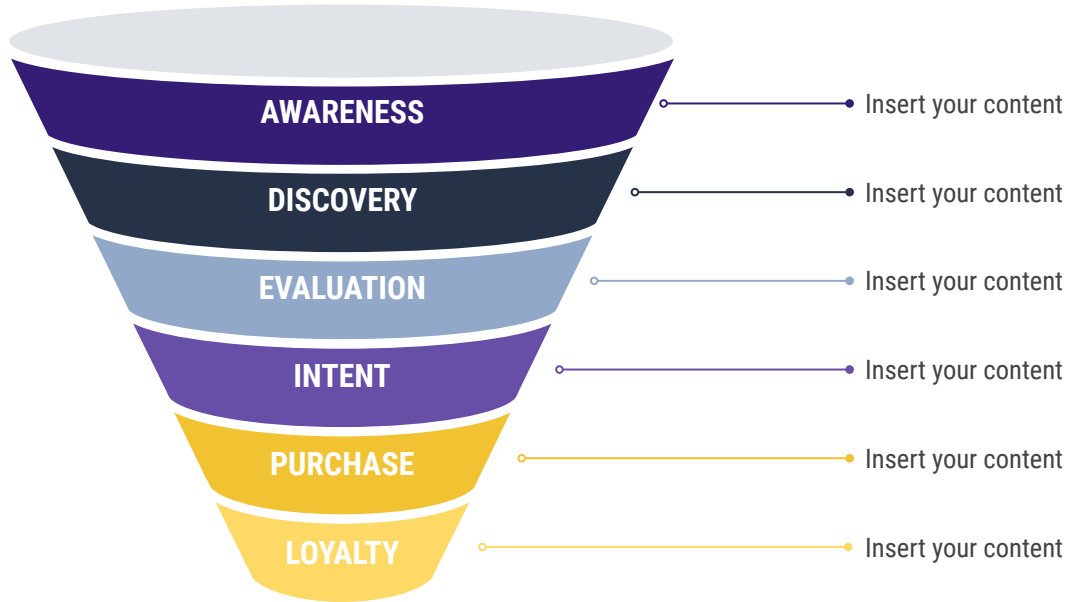 AWARENESS
Insert your content
DISCOVERY
Insert your content
EVALUATION
Insert your content
INTENT
Insert your content
PURCHASE
Insert your content
LOYALTY
Insert your content